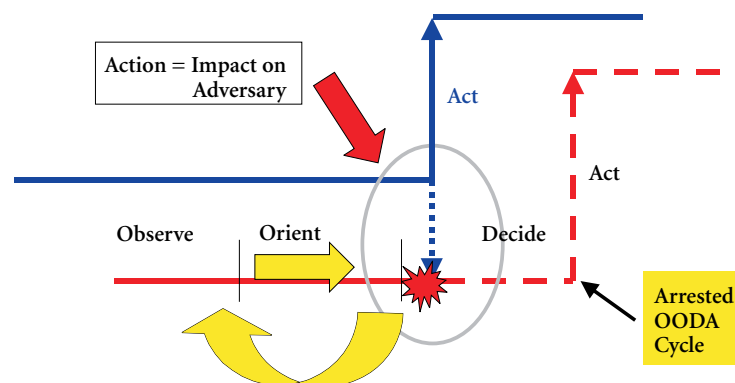 Action = Impact on
Adversary
Act
Act
Observe
Orient
Decide
Arrested
OODA
Cycle